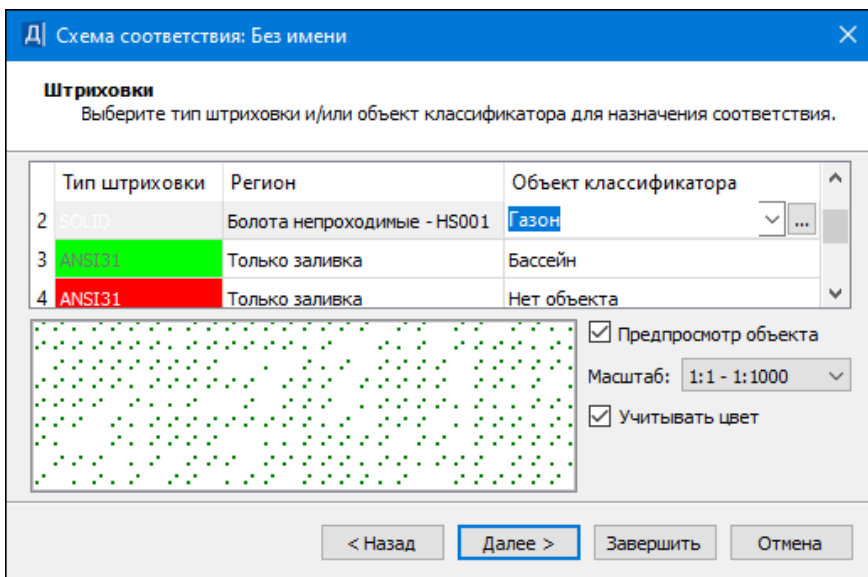 Д Схема соответствия: Без имени
Штриховки
Выберите тип штриховки и/или объект классификатора для назначения соответствия.
Тип штриховки Регион Объект классификатора
2 SOLID Болота непроходимые - HS001 Газон ...
3 ANSI31 Только заливка Бассейн
4 ANSI31 Только заливка Нет объекта
Предпросмотр объекта
Масштаб: 1:1 - 1:1000
Учитывать цвет
< Назад Далее > Завершить Отмена